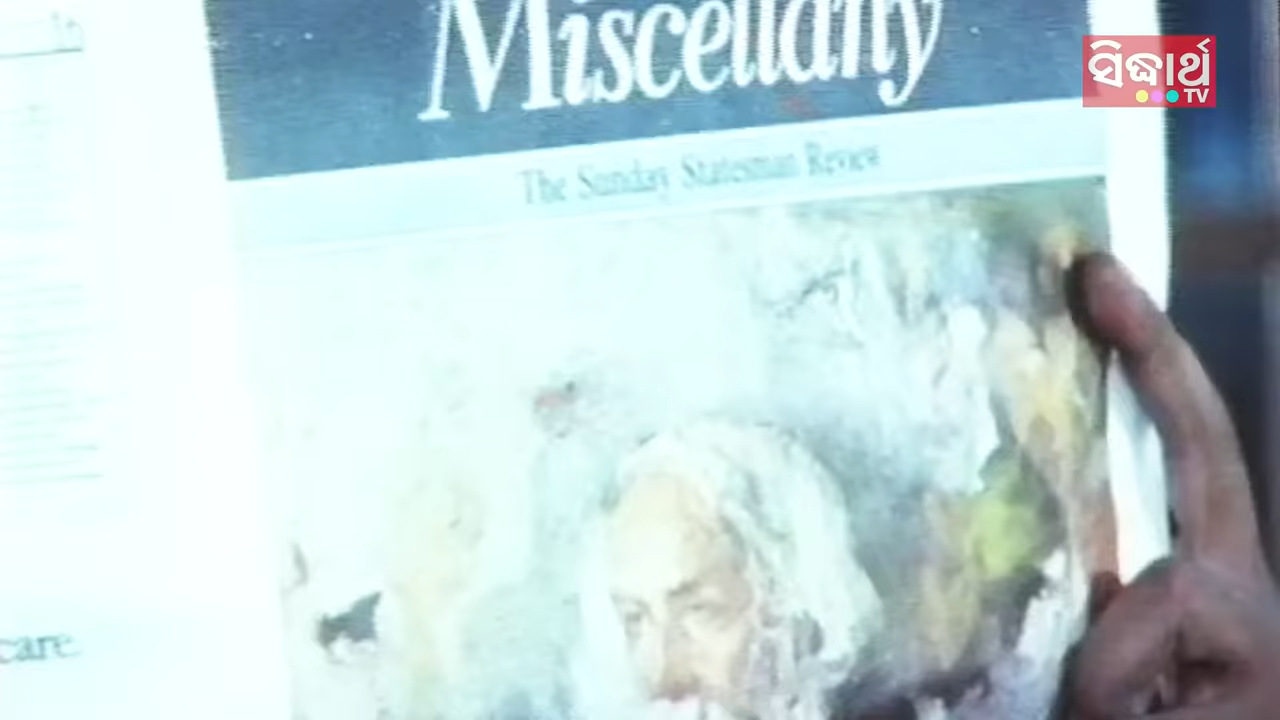 Miscellany
The Sunday Statesman Review
care
ସିଦ୍ଧାର୍ଥ
TV